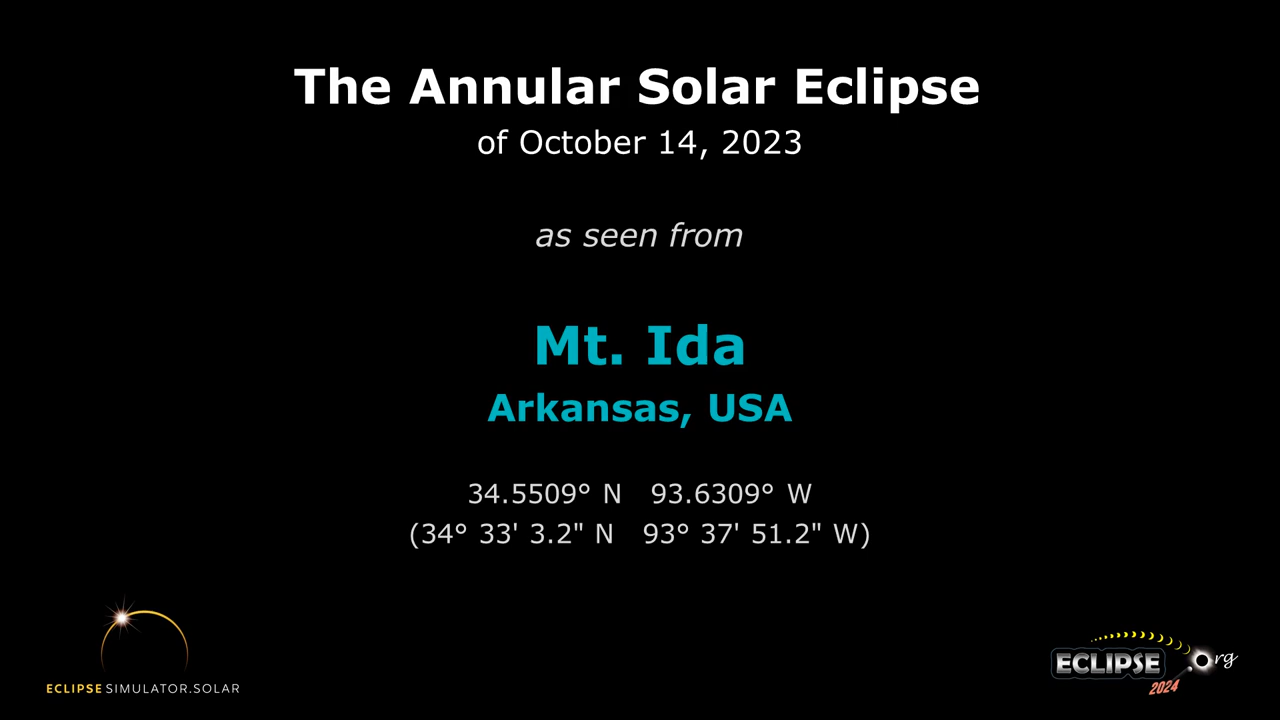 The Annular Solar Eclipse
of October 14, 2023
as seen from
Mt. Ida
Arkansas, USA
34.5509° N   93.6309° W
(34° 33' 3.2" N   93° 37' 51.2" W)
ECLIPSESIMULATOR.SOLAR
ECLIPSE.org
2024